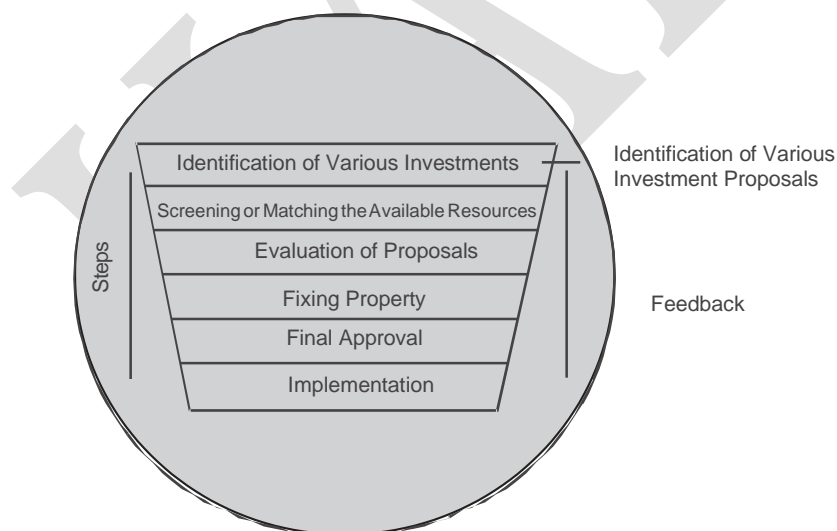 Identification of Various Investments
Identification of Various
Investment Proposals
Screening or Matching the Available Resources
Evaluation of Proposals
Steps
Fixing Property
Feedback
Final Approval
Implementation